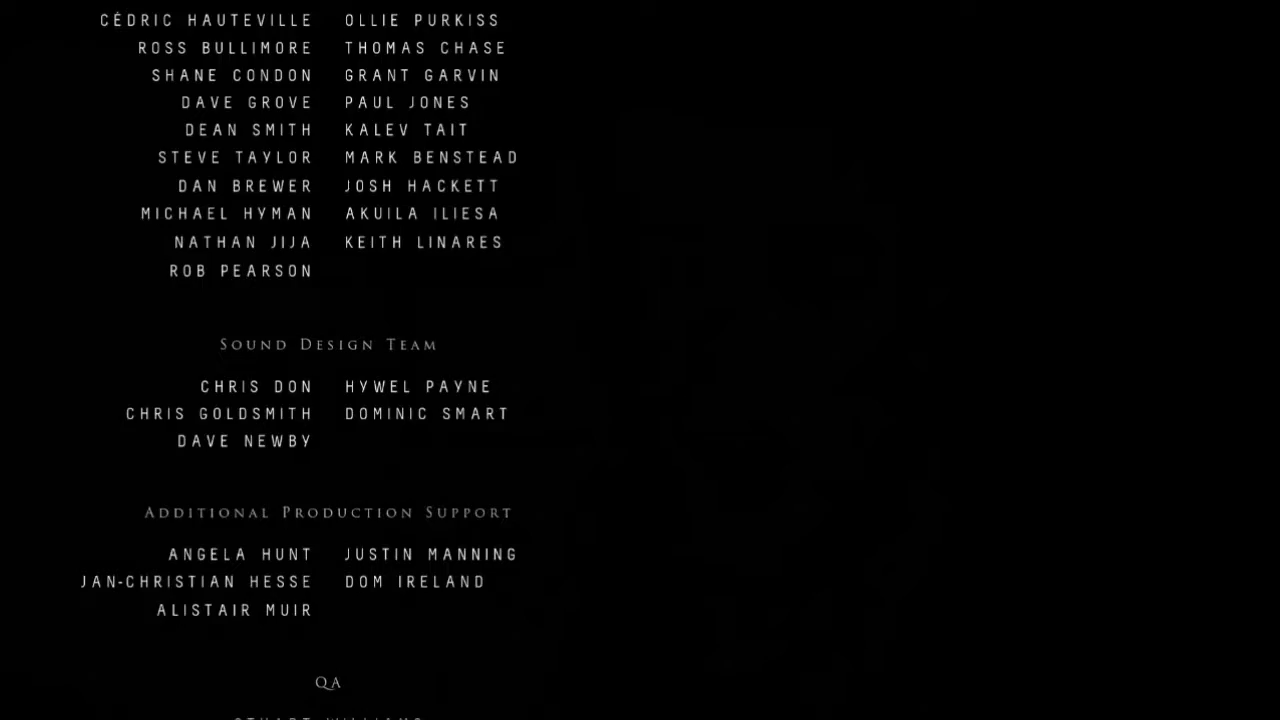 CÉDRIC HAUTEVILLE OLLIE PURKISS
ROSS BULLIMORE THOMAS CHASE
SHANE CONDON GRANT GARVIN
DAVE GROVE PAUL JONES
DEAN SMITH KALEV TAIT
STEVE TAYLOR MARK BENSTEAD
DAN BREWER JOSH HACKETT
MICHAEL HYMAN AKUILA ILIESA
NATHAN JIJA KEITH LINARES
ROB PEARSON
SOUND DESIGN TEAM
CHRIS DON HYWEL PAYNE
CHRIS GOLDSMITH DOMINIC SMART
DAVE NEWBY
ADDITIONAL PRODUCTION SUPPORT
ANGELA HUNT JUSTIN MANNING
JAN-CHRISTIAN HESSE DOM IRELAND
ALISTAIR MUIR
QA